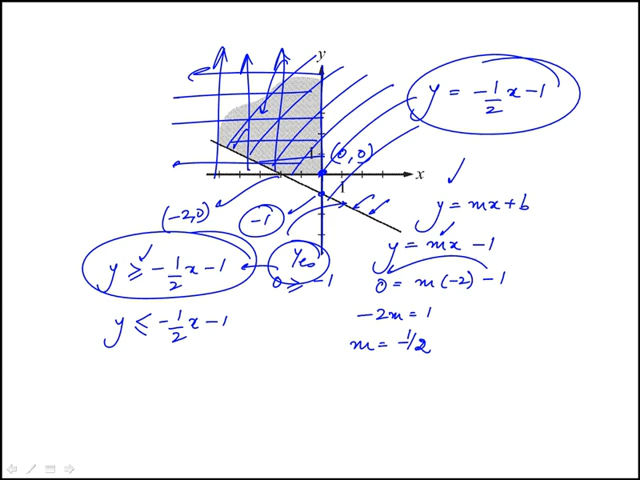 y
y = -1/2 x - 1
1
(0,0)
x
1
y = mx + b
(-2,0)
-1
y = mx - 1
y ≥ -1/2 x - 1
Yes
0 ≥ -1
0 = m(-2) - 1
y ≤ -1/2 x - 1
-2m = 1
m = -1/2